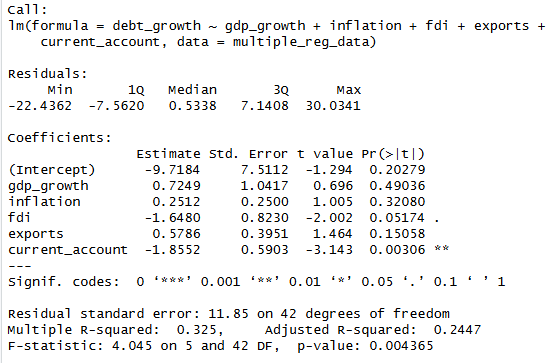 Call:
lm(formula = debt_growth ~ gdp_growth + inflation + fdi + exports +
    current_account, data = multiple_reg_data)

Residuals:
     Min       1Q   Median       3Q      Max
-22.4362  -7.5620   0.5338   7.1408  30.0341

Coefficients:
                Estimate Std. Error t value Pr(>|t|)
(Intercept)      -9.7184     7.5112  -1.294  0.20279
gdp_growth        0.7249     1.0417   0.696  0.49036
inflation         0.2512     0.2500   1.005  0.32080
fdi              -1.6480     0.8230  -2.002  0.05174 .
exports           0.5786     0.3951   1.464  0.15058
current_account  -1.8552     0.5903  -3.143  0.00306 **
---
Signif. codes:  0 ‘***’ 0.001 ‘**’ 0.01 ‘*’ 0.05 ‘.’ 0.1 ‘ ’ 1

Residual standard error: 11.85 on 42 degrees of freedom
Multiple R-squared:  0.325,     Adjusted R-squared:  0.2447
F-statistic: 4.045 on 5 and 42 DF,  p-value: 0.004365